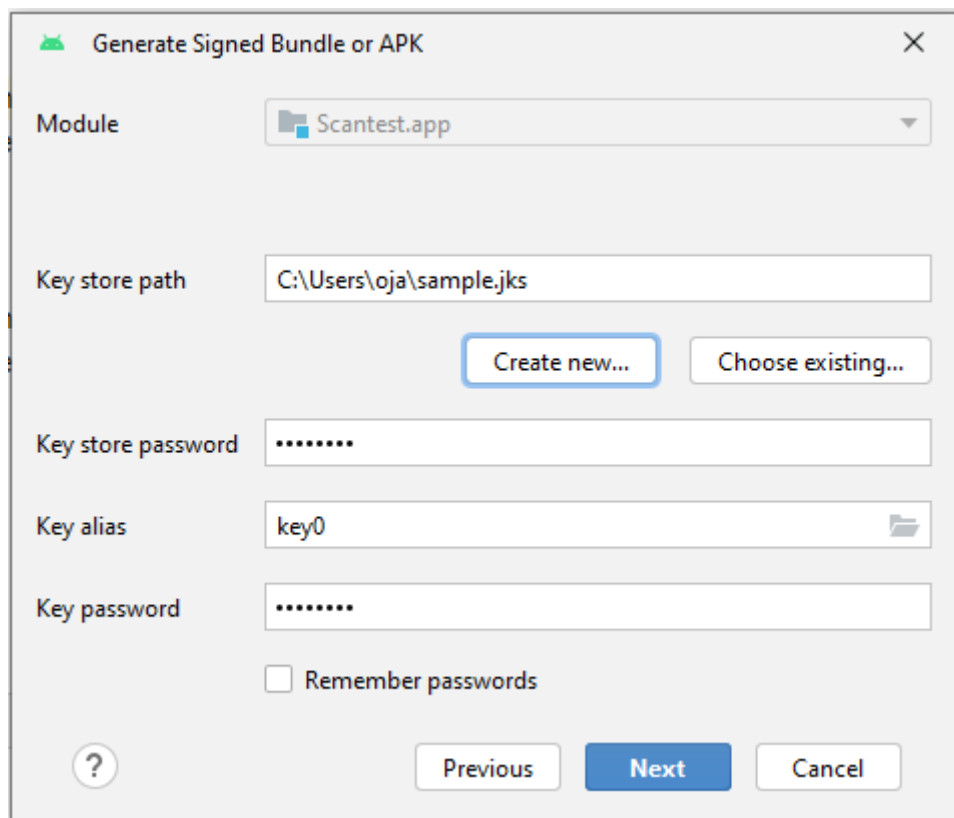 Generate Signed Bundle or APK
Module Scantest.app
Key store path C:\Users\oja\sample.jks
Create new... Choose existing...
Key store password ••••••••
Key alias key0
Key password ••••••••
Remember passwords
? Previous Next Cancel